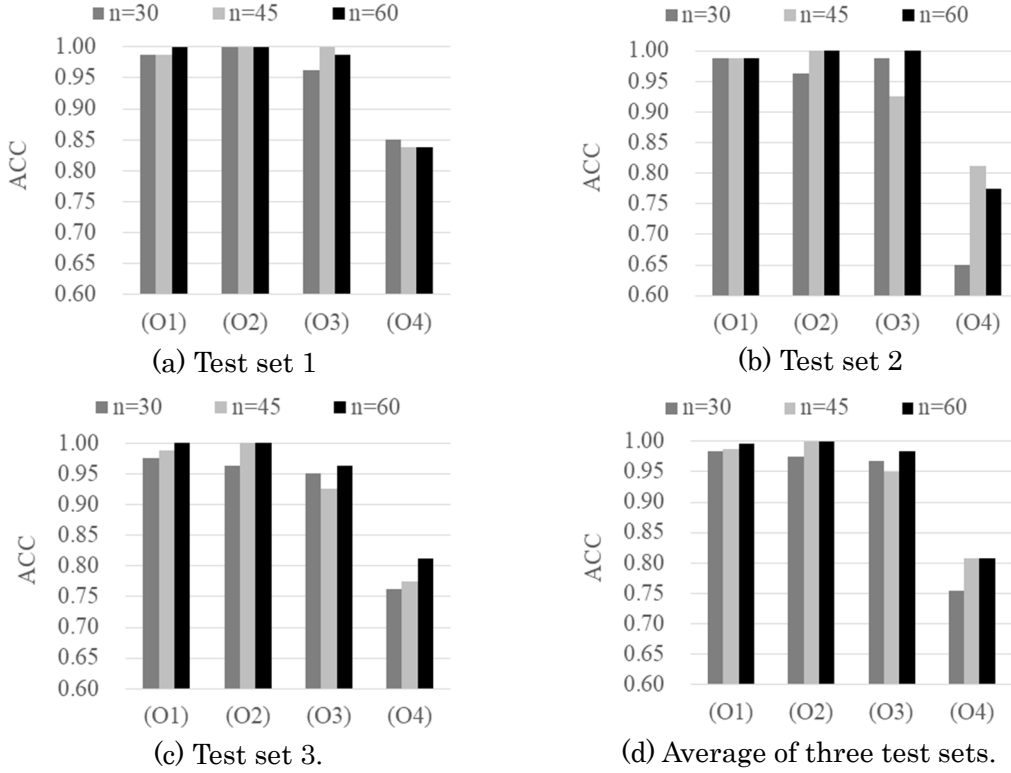 n=30 n=45 n=60
1.00
0.95
0.90
0.85
0.80
0.75
0.70
0.65
0.60
ACC
(O1) (O2) (O3) (O4)
(a) Test set 1
n=30 n=45 n=60
1.00
0.95
0.90
0.85
0.80
0.75
0.70
0.65
0.60
ACC
(O1) (O2) (O3) (O4)
(b) Test set 2
n=30 n=45 n=60
1.00
0.95
0.90
0.85
0.80
0.75
0.70
0.65
0.60
ACC
(O1) (O2) (O3) (O4)
(c) Test set 3.
n=30 n=45 n=60
1.00
0.95
0.90
0.85
0.80
0.75
0.70
0.65
0.60
ACC
(O1) (O2) (O3) (O4)
(d) Average of three test sets.